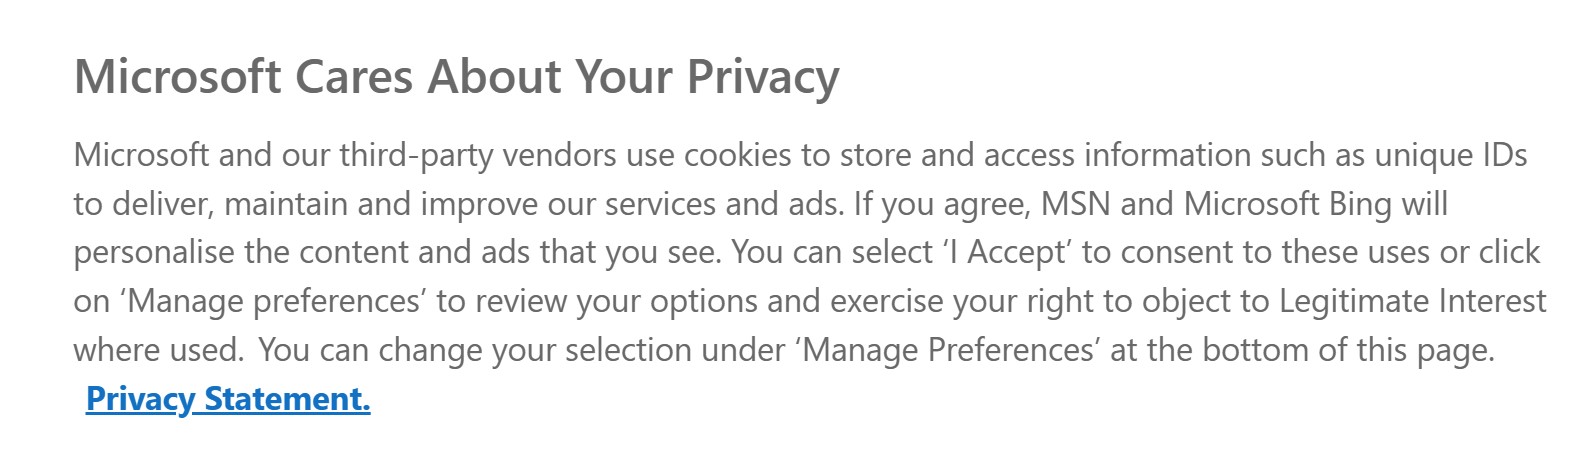 Microsoft Cares About Your Privacy
Microsoft and our third-party vendors use cookies to store and access information such as unique IDs
to deliver, maintain and improve our services and ads. If you agree, MSN and Microsoft Bing will
personalise the content and ads that you see. You can select ‘I Accept’ to consent to these uses or click
on ‘Manage preferences’ to review your options and exercise your right to object to Legitimate Interest
where used.  You can change your selection under ‘Manage Preferences’ at the bottom of this page.
Privacy Statement.